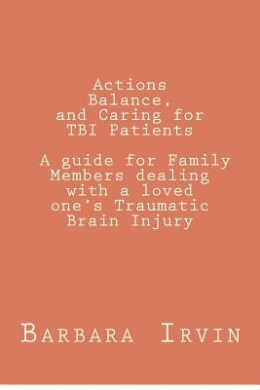 Actions
Balance,
and Caring for
TBI Patients
A guide for Family
Members dealing
with a loved
one's Traumatic
Brain Injury
Barbara Irvin